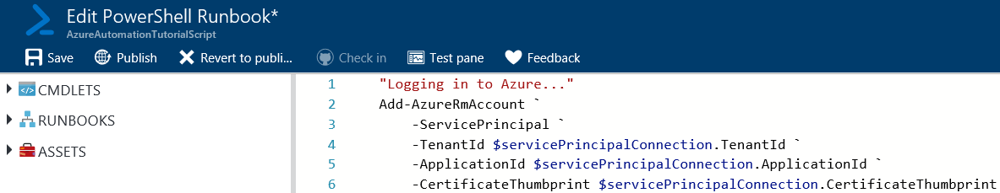 Edit PowerShell Runbook*
AzureAutomationTutorialScript
Save Publish Revert to publi... Check in Test pane Feedback
CMDLETS
RUNBOOKS
ASSETS
1 "Logging in to Azure..."
2 Add-AzureRmAccount `
3 -ServicePrincipal `
4 -TenantId $servicePrincipalConnection.TenantId `
5 -ApplicationId $servicePrincipalConnection.ApplicationId `
6 -CertificateThumbprint $servicePrincipalConnection.CertificateThumbprint